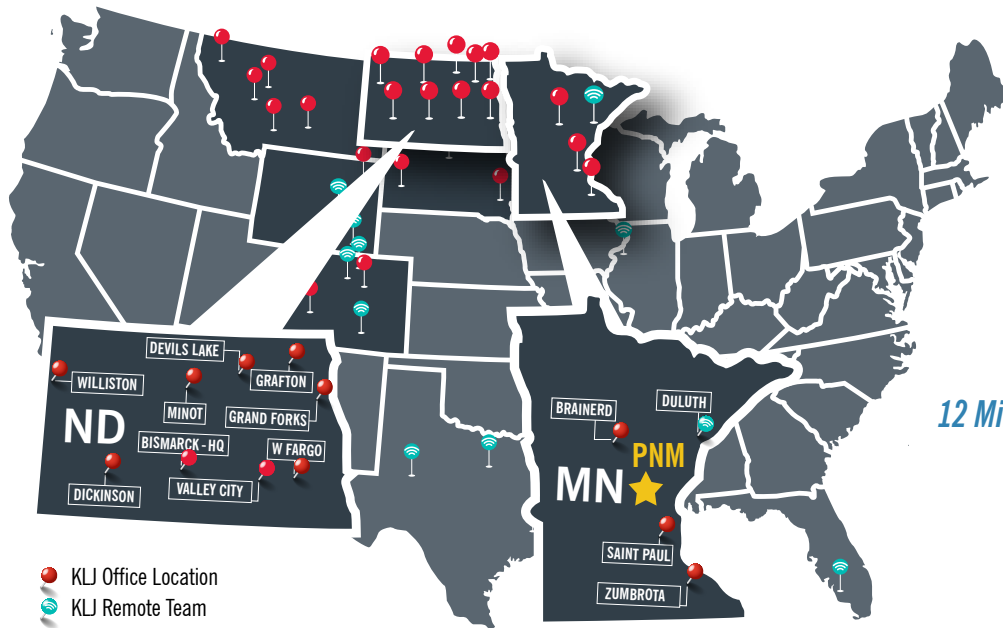 DEVILS LAKE
WILLISTON
GRAFTON
MINOT
GRAND FORKS
ND
BISMARCK - HQ
W FARGO
DICKINSON
VALLEY CITY
BRAINERD
DULUTH
PNM
MN
SAINT PAUL
ZUMBROTA
12 Mi
KLJ Office Location
KLJ Remote Team